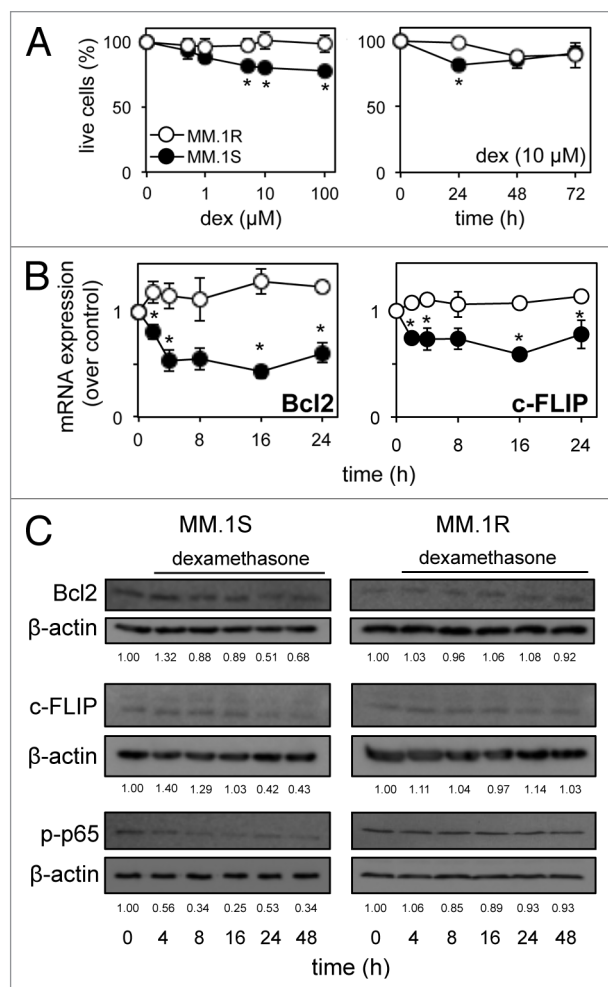 A
live cells (%)
100
50
0
MM.1R
MM.1S
0 1 10 100
dex (µM)
* * *
100
50
0
*
dex (10 µM)
0 24 48 72
time (h)
B
mRNA expression
(over control)
1
0
* * * *
Bcl2
0 8 16 24
1
0
* * * *
c-FLIP
0 8 16 24
time (h)
C
MM.1S MM.1R
dexamethasone dexamethasone
Bcl2
β-actin
1.00 1.32 0.88 0.89 0.51 0.68 1.00 1.03 0.96 1.06 1.08 0.92
c-FLIP
β-actin
1.00 1.40 1.29 1.03 0.42 0.43 1.00 1.11 1.04 0.97 1.14 1.03
p-p65
β-actin
1.00 0.56 0.34 0.25 0.53 0.34 1.00 1.06 0.85 0.89 0.93 0.93
0 4 8 16 24 48 0 4 8 16 24 48
time (h)